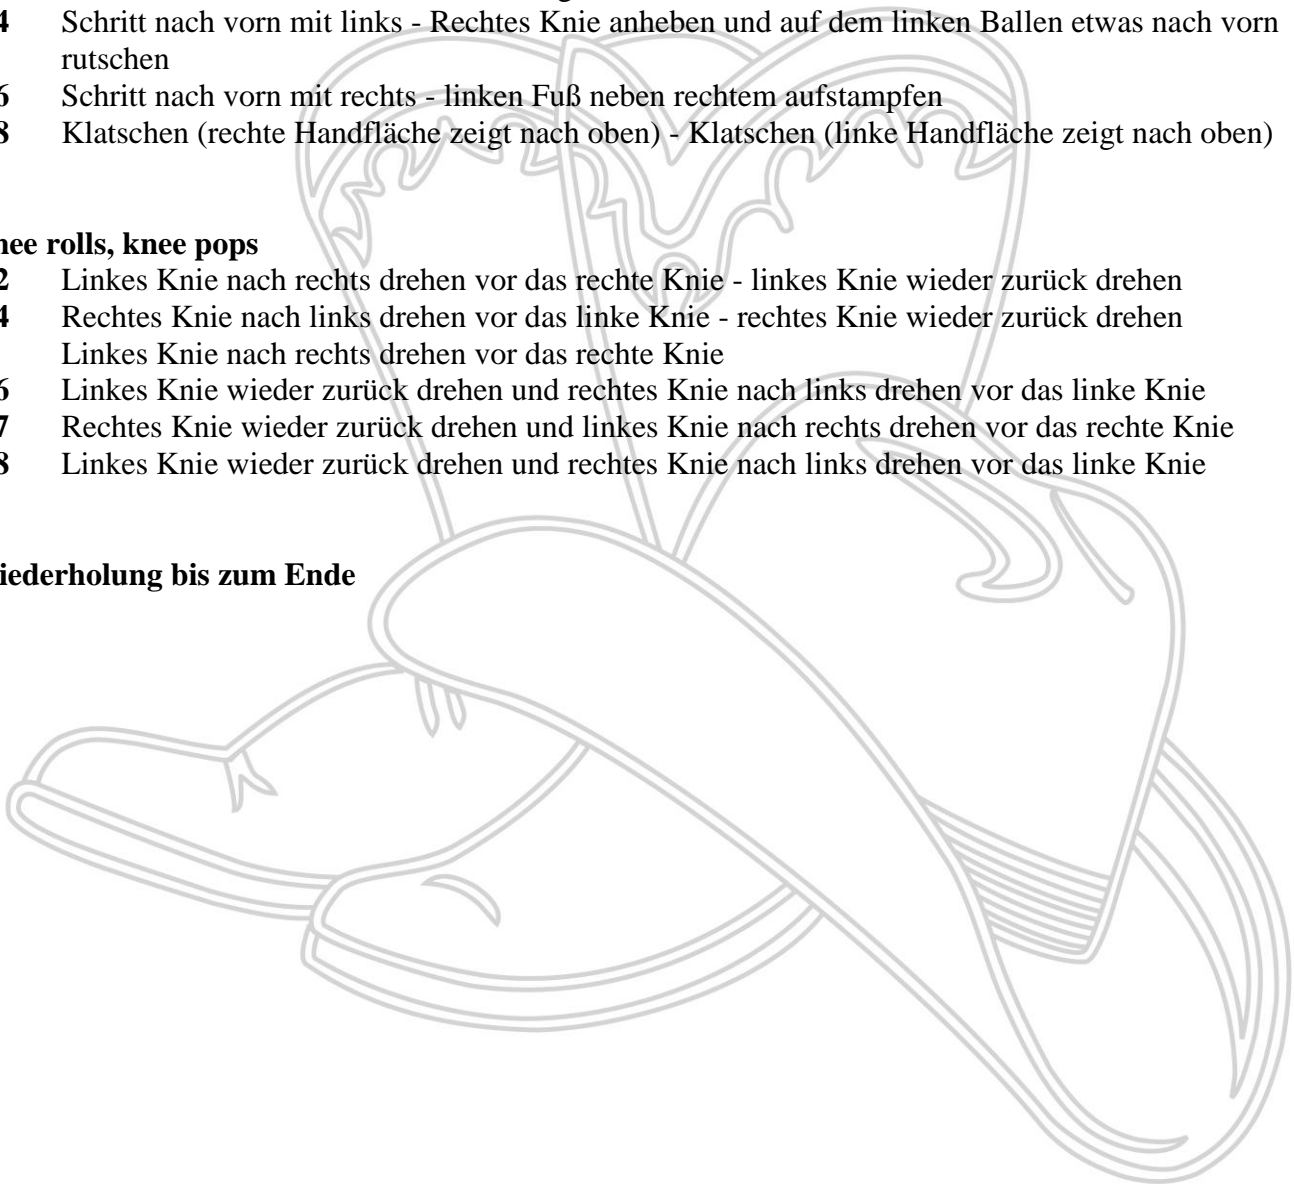 4 Schritt nach vorn mit links - Rechtes Knie anheben und auf dem linken Ballen etwas nach vorn
rutschen
6 Schritt nach vorn mit rechts - linken Fuß neben rechtem aufstampfen
8 Klatschen (rechte Handfläche zeigt nach oben) - Klatschen (linke Handfläche zeigt nach oben)
nee rolls, knee pops
2 Linkes Knie nach rechts drehen vor das rechte Knie - linkes Knie wieder zurück drehen
4 Rechtes Knie nach links drehen vor das linke Knie - rechtes Knie wieder zurück drehen
Linkes Knie nach rechts drehen vor das rechte Knie
6 Linkes Knie wieder zurück drehen und rechtes Knie nach links drehen vor das linke Knie
7 Rechtes Knie wieder zurück drehen und linkes Knie nach rechts drehen vor das rechte Knie
8 Linkes Knie wieder zurück drehen und rechtes Knie nach links drehen vor das linke Knie
iederholung bis zum Ende